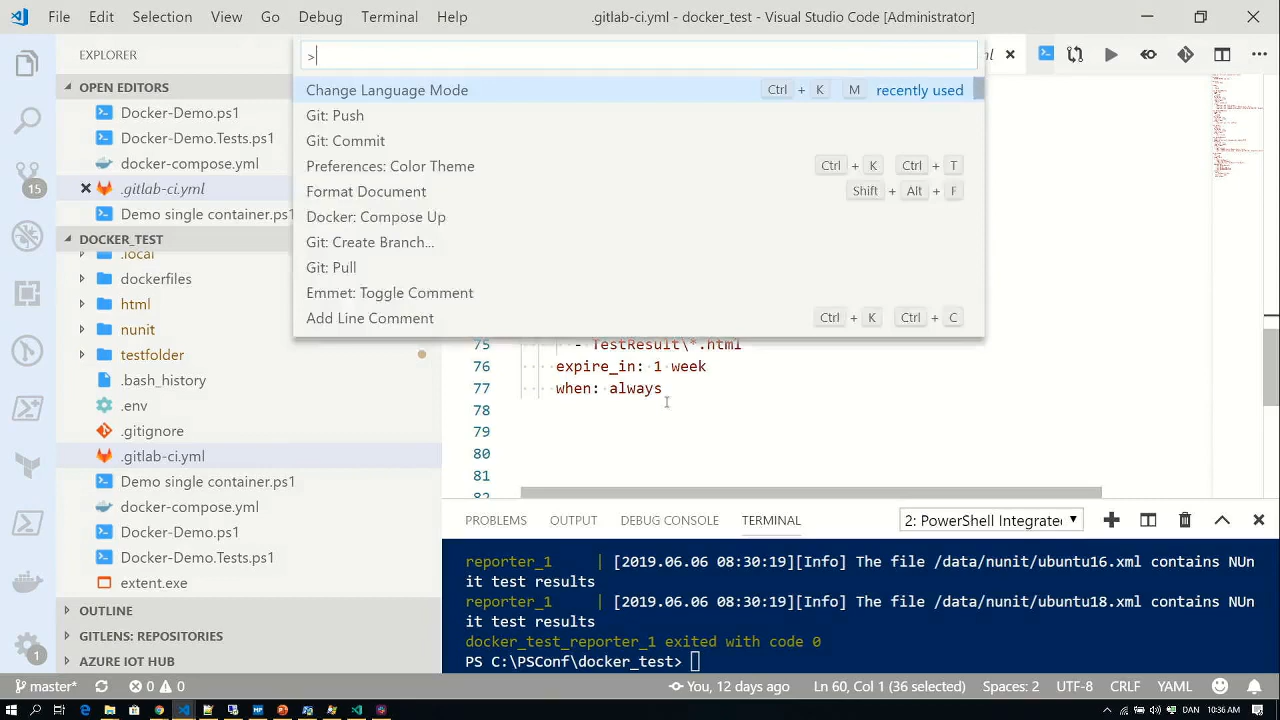 File Edit Selection View Go Debug Terminal Help
.gitlab-ci.yml - docker_test - Visual Studio Code [Administrator]
EXPLORER
OPEN EDITORS
Docker-Demo.ps1
Docker-Demo.Tests.ps1
docker-compose.yml
.gitlab-ci.yml
Demo single container.ps1
DOCKER_TEST
.local
dockerfiles
html
nunit
testfolder
.bash_history
.env
.gitignore
.gitlab-ci.yml
Demo single container.ps1
docker-compose.yml
Docker-Demo.ps1
Docker-Demo.Tests.ps1
extent.exe
OUTLINE
GITLENS: REPOSITORIES
AZURE IOT HUB
15
1
>
Change Language Mode Ctrl + K M recently used
Git: Push
Git: Commit
Preferences: Color Theme Ctrl + K Ctrl + T
Format Document Shift + Alt + F
Docker: Compose Up
Git: Create Branch...
Git: Pull
Emmet: Toggle Comment
Add Line Comment Ctrl + K Ctrl + C
75 - TestResult\*.html
76 expire_in: 1 week
77 when: always
78
79
80
81
82
PROBLEMS OUTPUT DEBUG CONSOLE TERMINAL 2: PowerShell Integrate
reporter_1 | [2019.06.06 08:30:19][Info] The file /data/nunit/ubuntu16.xml contains NUn
it test results
reporter_1 | [2019.06.06 08:30:19][Info] The file /data/nunit/ubuntu18.xml contains NUn
it test results
docker_test_reporter_1 exited with code 0
PS C:\PSConf\docker_test>
master* 0 0 You, 12 days ago Ln 60, Col 1 (36 selected) Spaces: 2 UTF-8 CRLF YAML
DAN 10:36 AM